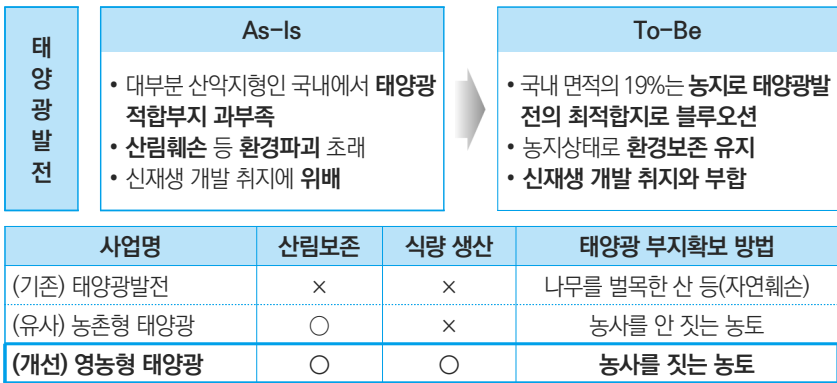 태양광발전
As-Is
• 대부분 산악지형인 국내에서 태양광
적합부지 과부족
• 산림훼손 등 환경파괴 초래
• 신재생 개발 취지에 위배
To-Be
• 국내 면적의 19%는 농지로 태양광발
전의 최적합지로 블루오션
• 농지상태로 환경보존 유지
• 신재생 개발 취지와 부합
사업명 산림보존 식량 생산 태양광 부지확보 방법
(기존) 태양광발전 × × 나무를 벌목한 산 등(자연훼손)
(유사) 농촌형 태양광 ○ × 농사를 안 짓는 농토
(개선) 영농형 태양광 ○ ○ 농사를 짓는 농토